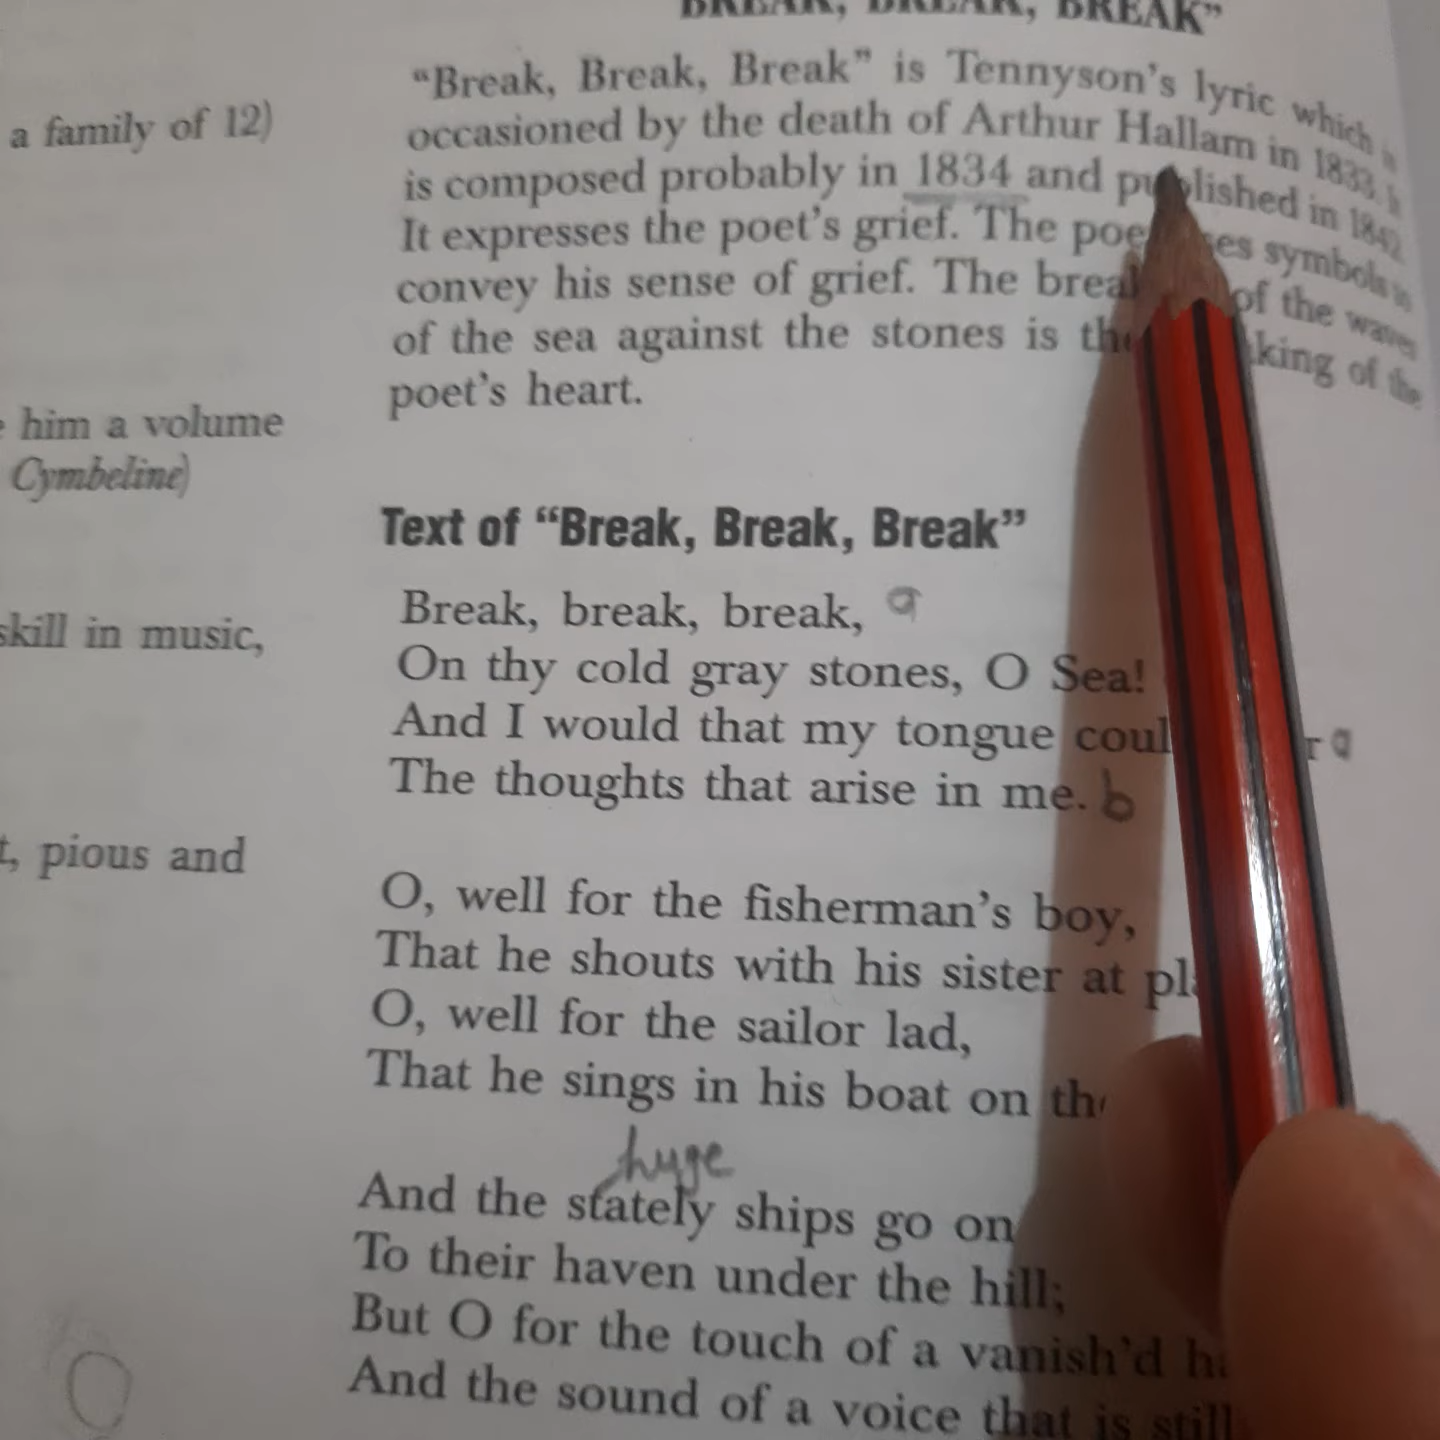 BREAK, BREAK, BREAK”
“Break, Break, Break” is Tennyson’s lyric which is
occasioned by the death of Arthur Hallam in 1833. It
is composed probably in 1834 and published in 1842.
It expresses the poet’s grief. The poet uses symbols to
convey his sense of grief. The of the waves
of the sea against the stones is of the
poet’s heart.
Text of “Break, Break, Break”
Break, break, break, a
On thy cold gray stones, O Sea!
And I would that my tongue a
The thoughts that arise in me. b
O, well for the fisherman’s boy,
That he shouts with his sister at
O, well for the sailor lad,
That he sings in his boat on
huge
And the stately ships go on
To their haven under the hill;
But O for the touch of a vanish’d
And the sound of a voice that is still
a family of 12)
him a volume
Cymbeline)
skill in music,
pious and